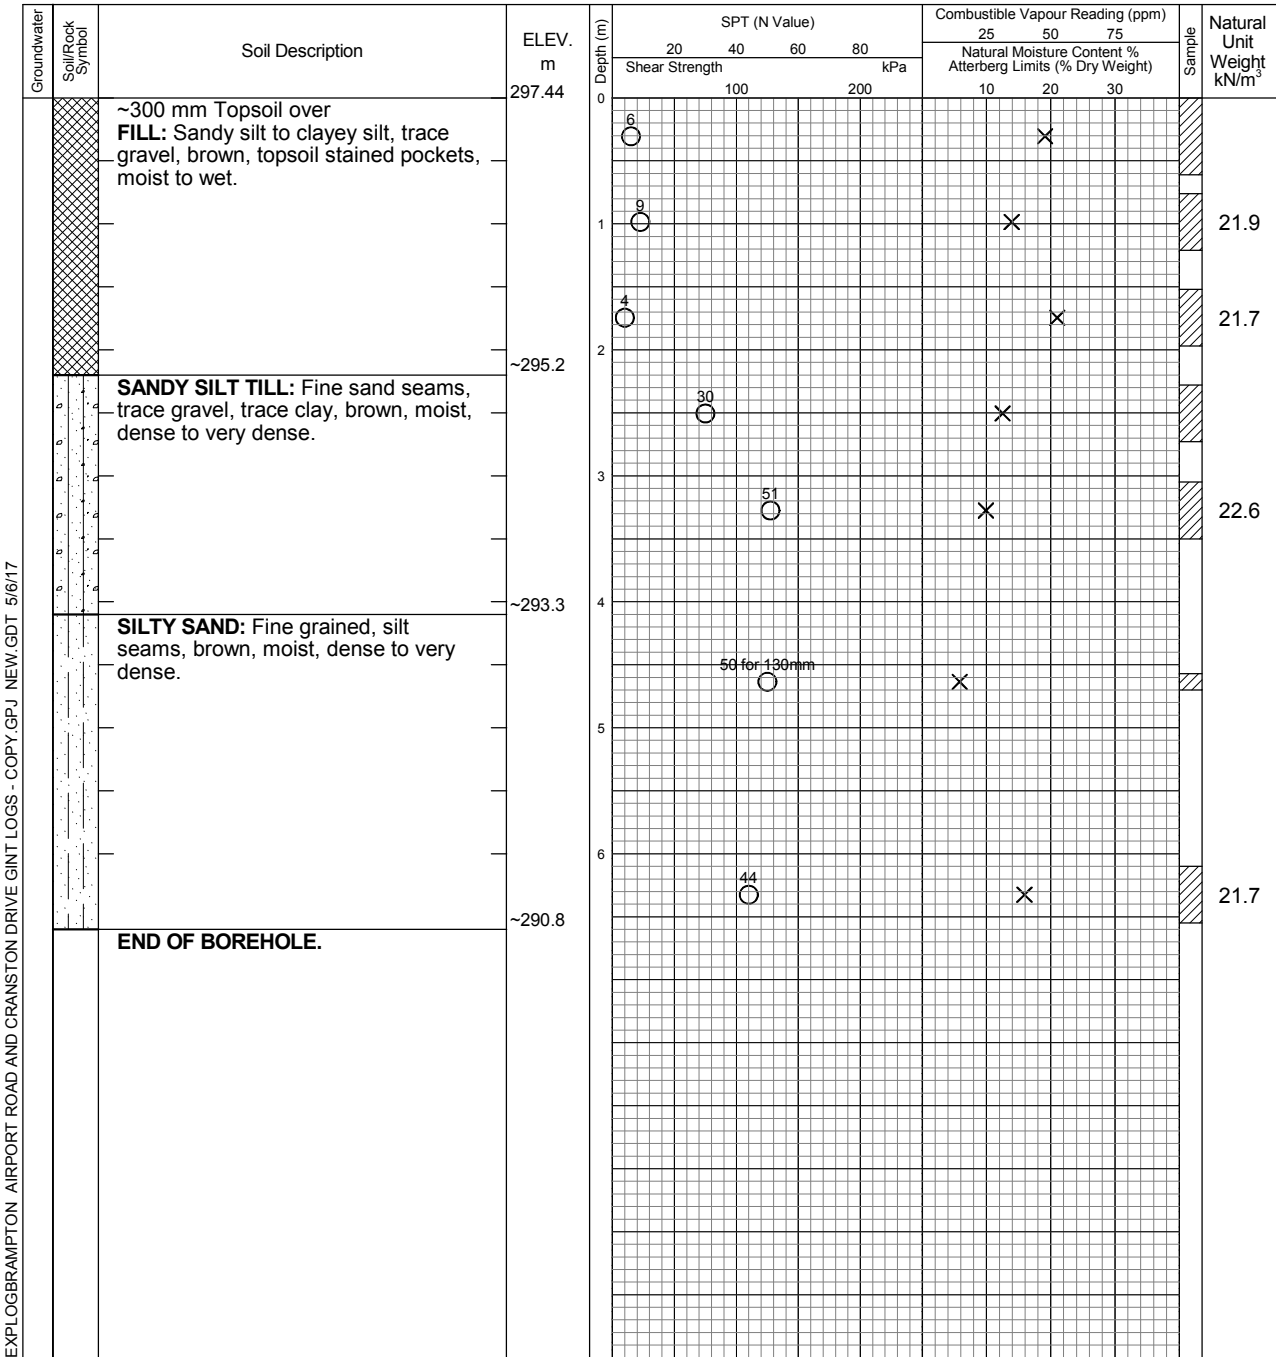 Groundwater
Soil/Rock
Symbol
Soil Description
ELEV.
m
Depth (m)
SPT (N Value)
20 40 60 80
Shear Strength kPa
100 200
Combustible Vapour Reading (ppm)
25 50 75
Natural Moisture Content %
Atterberg Limits (% Dry Weight)
10 20 30
Sample
Natural
Unit
Weight
kN/m³
297.44
0
~300 mm Topsoil over
FILL: Sandy silt to clayey silt, trace
gravel, brown, topsoil stained pockets,
moist to wet.
6
9
1
21.9
4
21.7
2
~295.2
SANDY SILT TILL: Fine sand seams,
trace gravel, trace clay, brown, moist,
dense to very dense.
30
3
51
22.6
4
~293.3
SILTY SAND: Fine grained, silt
seams, brown, moist, dense to very
dense.
50 for 130mm
5
6
44
21.7
~290.8
END OF BOREHOLE.
EXPLOGBRAMPTON AIRPORT ROAD AND CRANSTON DRIVE GINT LOGS - COPY.GPJ NEW.GDT 5/6/17